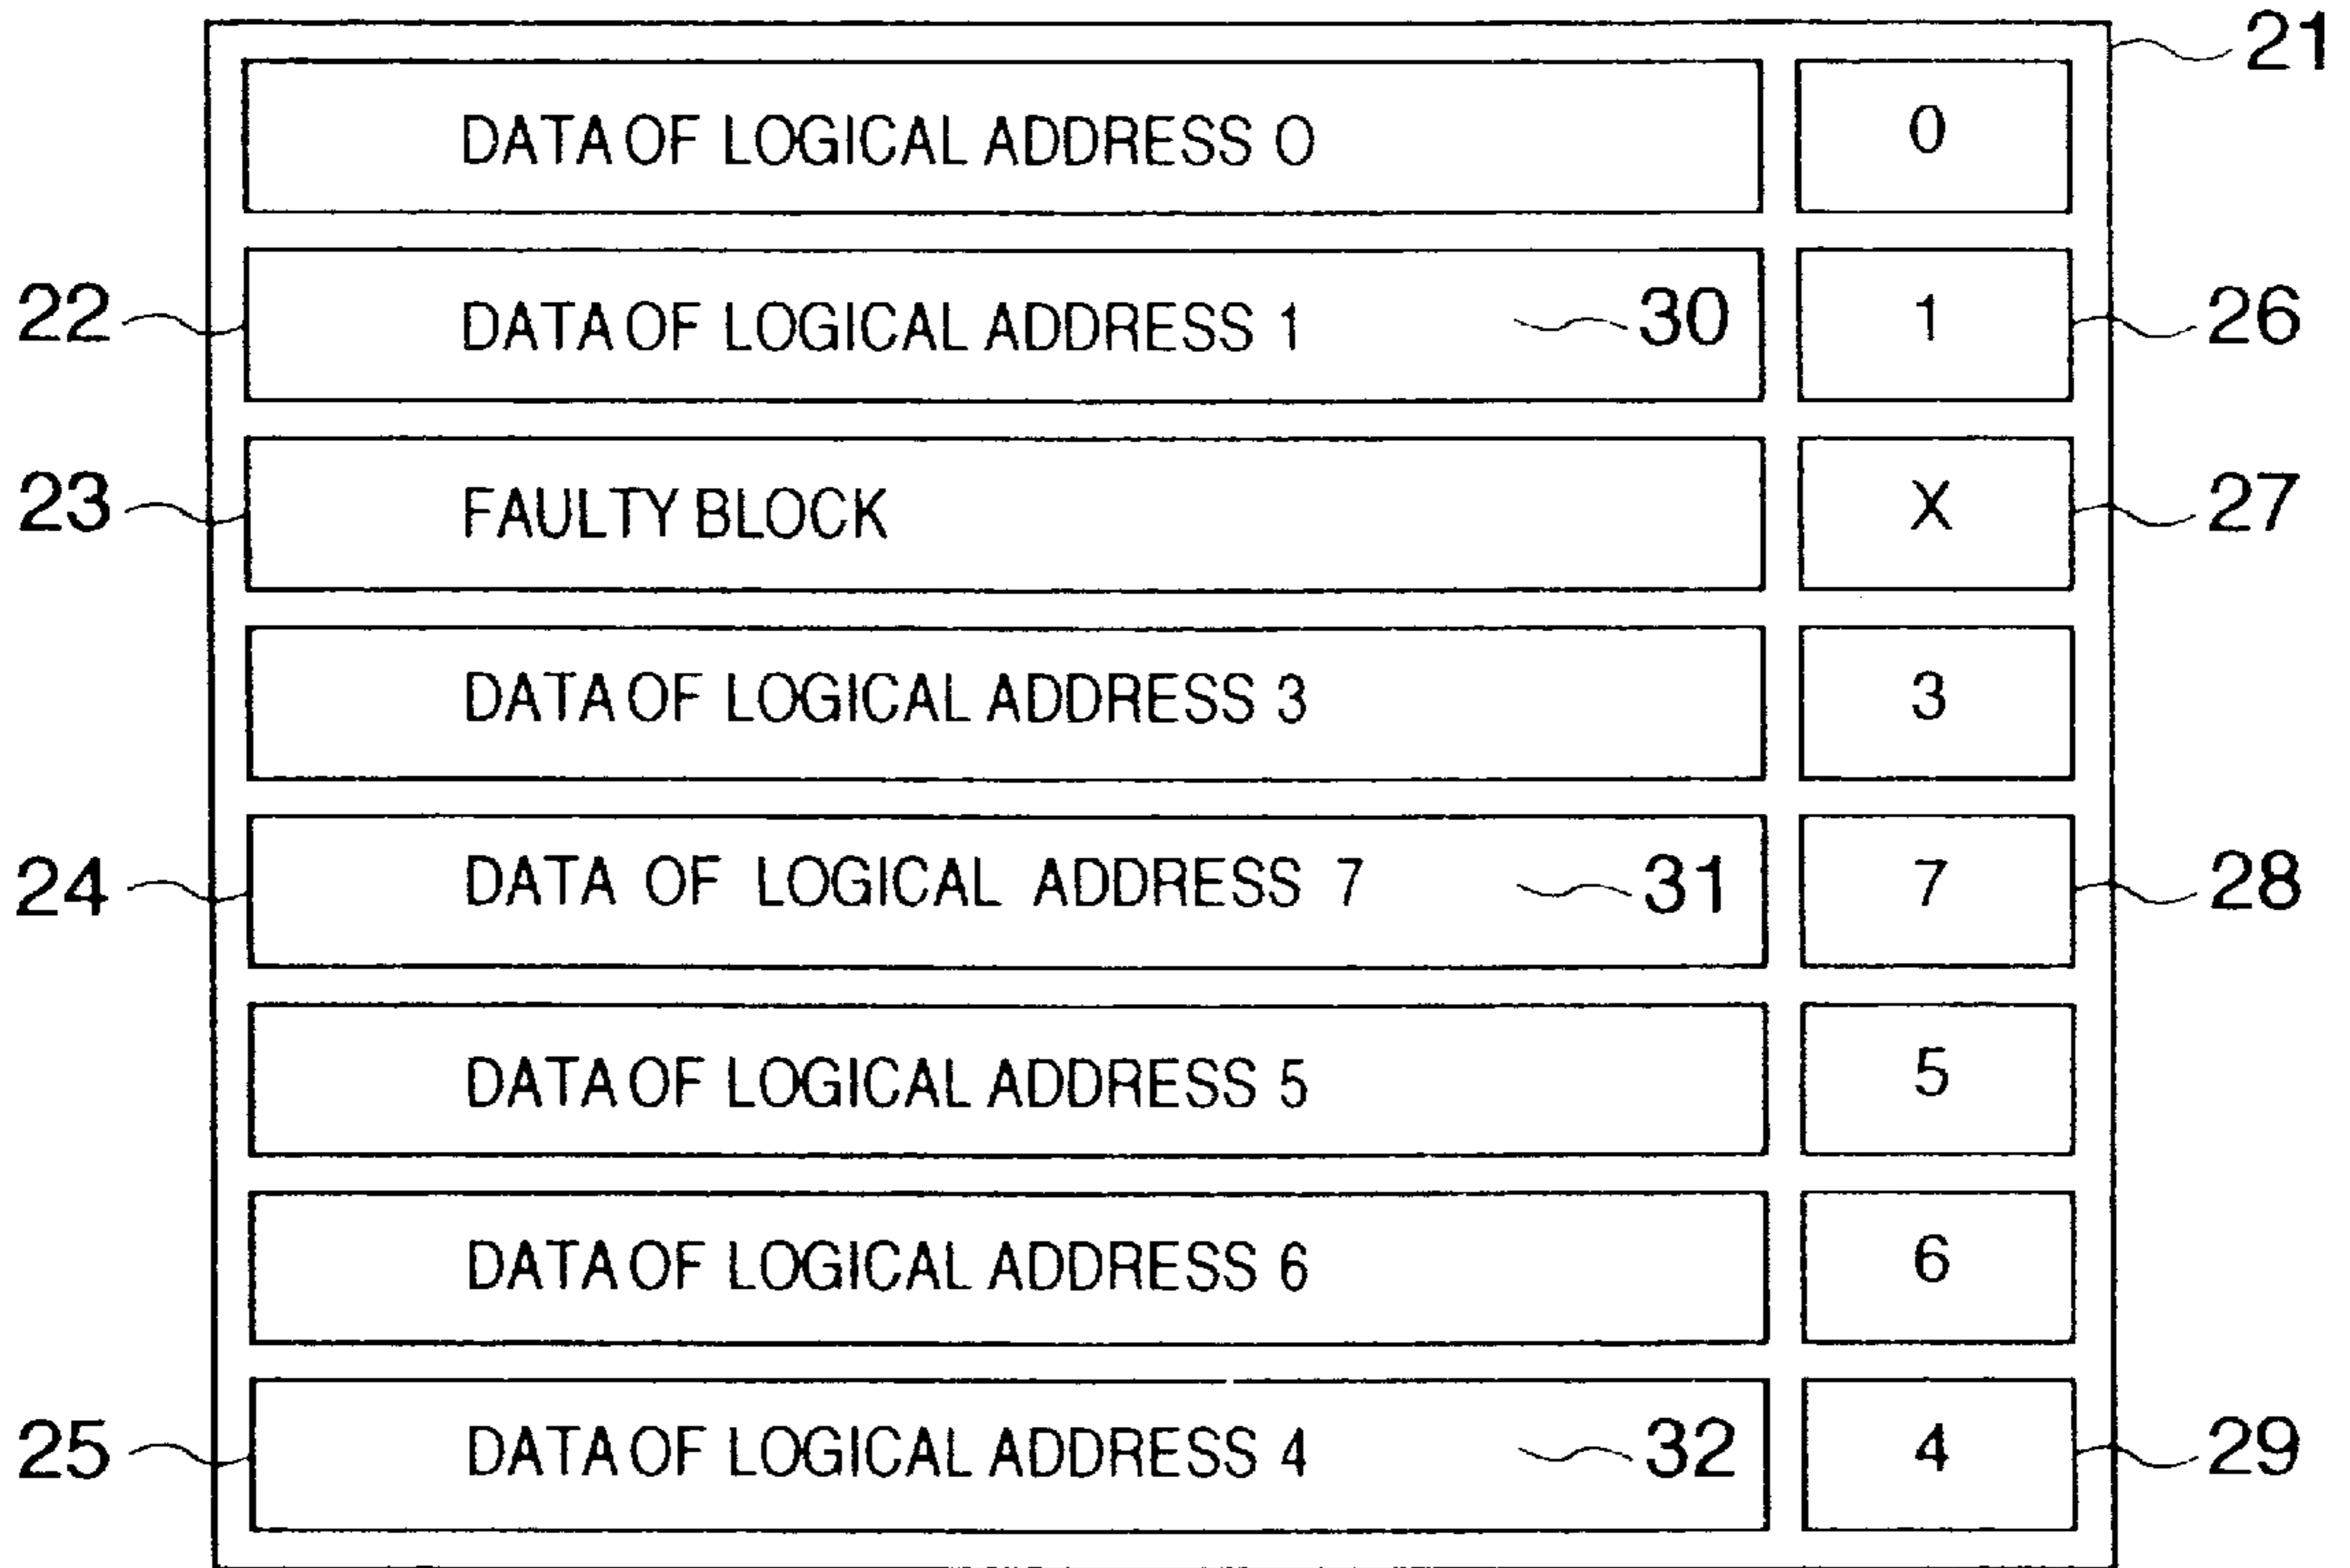 21
DATA OF LOGICAL ADDRESS 0 0
22 DATA OF LOGICAL ADDRESS 1 30 1 26
23 FAULTY BLOCK X 27
DATA OF LOGICAL ADDRESS 3 3
24 DATA OF LOGICAL ADDRESS 7 31 7 28
DATA OF LOGICAL ADDRESS 5 5
DATA OF LOGICAL ADDRESS 6 6
25 DATA OF LOGICAL ADDRESS 4 32 4 29